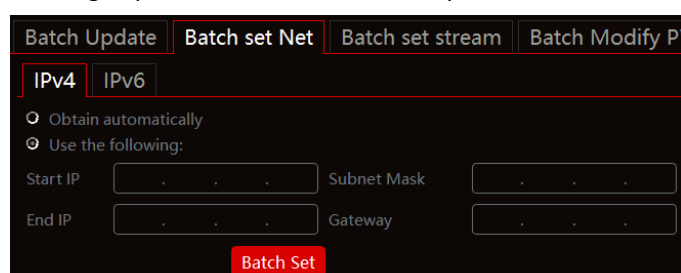 Batch Update Batch set Net Batch set stream Batch Modify P
IPv4 IPv6
Obtain automatically
Use the following:
Start IP . . . Subnet Mask . . .
End IP . . . Gateway . . .
Batch Set